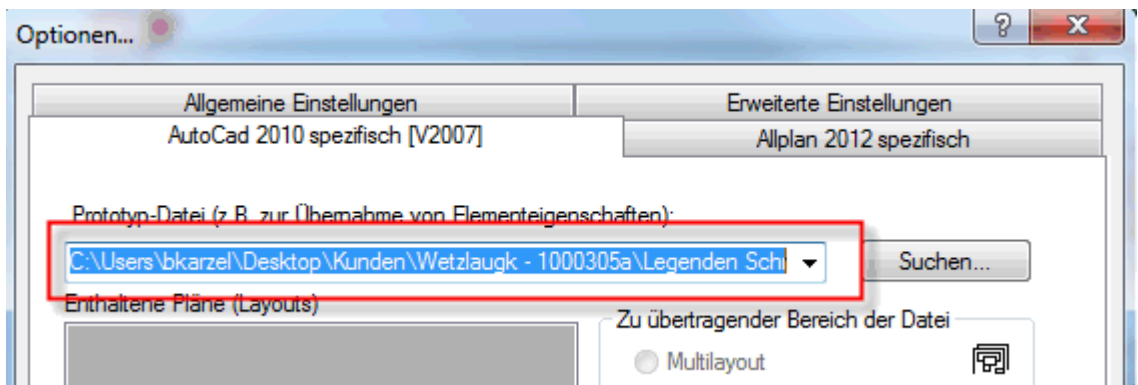 Optionen...
?
X
Allgemeine Einstellungen
Erweiterte Einstellungen
AutoCad 2010 spezifisch [V2007]
Allplan 2012 spezifisch
Prototyp-Datei (z.B. zur Übernahme von Elementeigenschaften):
C:\Users\bkarzel\Desktop\Kunden\Wetzlaugk - 1000305a\Legenden Schr
Suchen...
Enthaltene Pläne (Layouts)
Zu übertragender Bereich der Datei
Multilayout